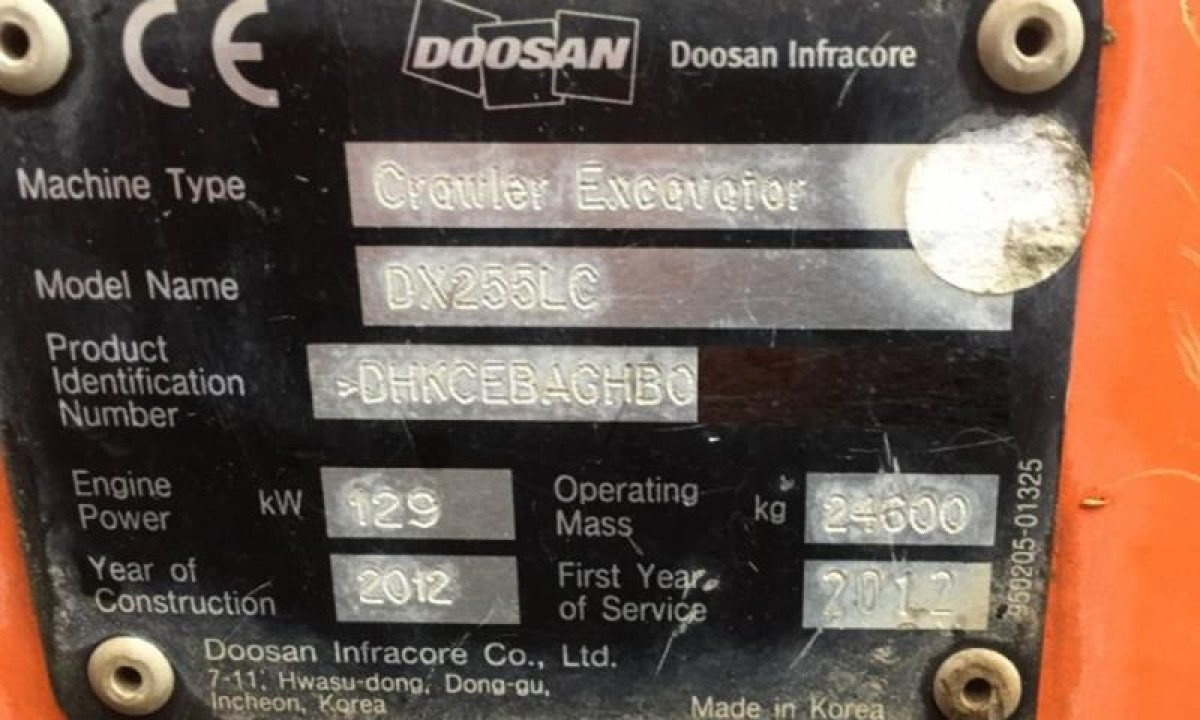 CE DOOSAN Doosan Infracore
Machine Type Crawler Excavator
Model Name DX255LC
Product
Identification
Number >DHKCEBAGHBO
Engine
Power kW 129
Operating
Mass kg 24600
Year of
Construction 2012
First Year
of Service 2012
950205-01325
Doosan Infracore Co., Ltd.
7-11, Hwasu-dong, Dong-gu,
Incheon, Korea
Made in Korea